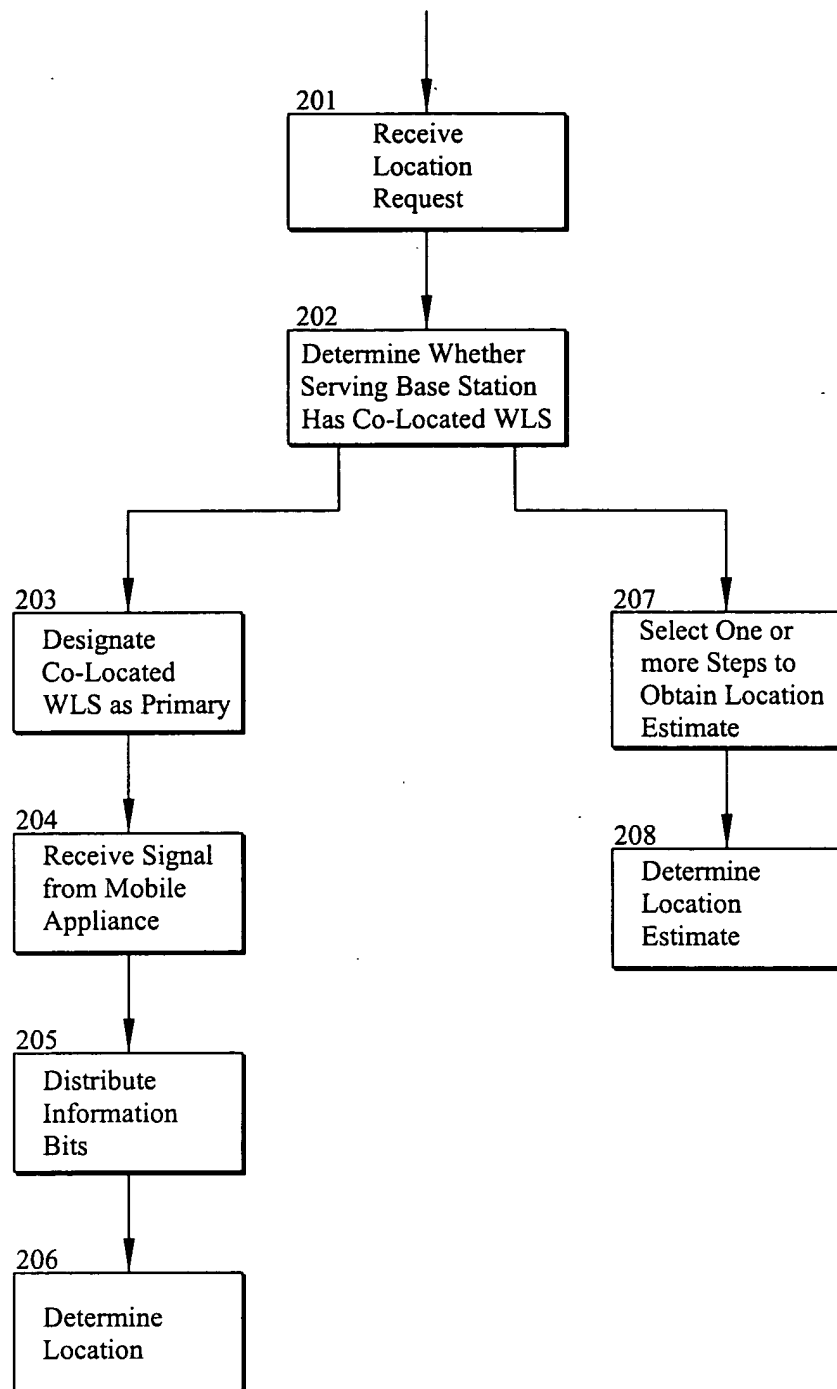 201
Receive
Location
Request
202
Determine Whether
Serving Base Station
Has Co-Located WLS
203
Designate
Co-Located
WLS as Primary
204
Receive Signal
from Mobile
Appliance
205
Distribute
Information
Bits
206
Determine
Location
207
Select One or
more Steps to
Obtain Location
Estimate
208
Determine
Location
Estimate